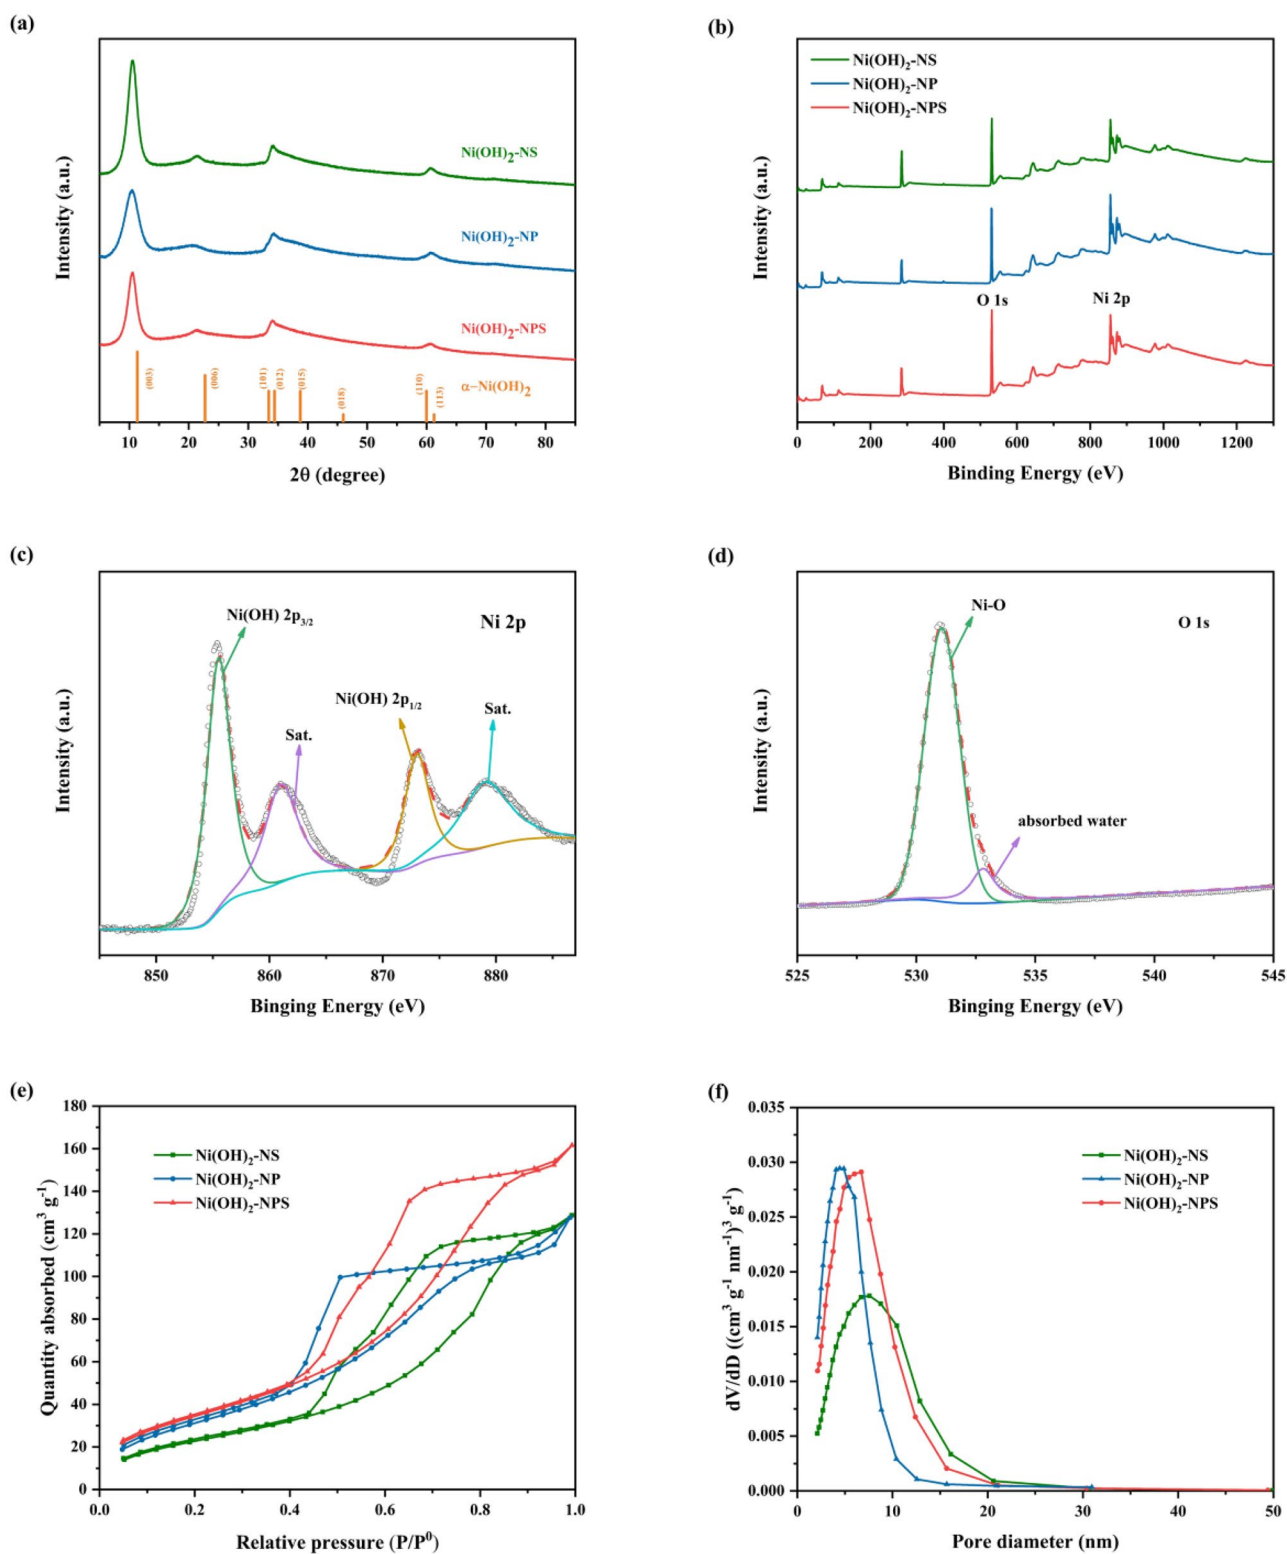 (a)
Intensity (a.u.)
Ni(OH)2-NS
Ni(OH)2-NP
Ni(OH)2-NPS
α−Ni(OH)2
(003)
(006)
(101)
(012)
(015)
(018)
(110)
(113)
10 20 30 40 50 60 70 80
2θ (degree)
(b)
Intensity (a.u.)
Ni(OH)2-NS
Ni(OH)2-NP
Ni(OH)2-NPS
O 1s
Ni 2p
0 200 400 600 800 1000 1200
Binding Energy (eV)
(c)
Intensity (a.u.)
Ni(OH) 2p3/2
Sat.
Ni(OH) 2p1/2
Sat.
Ni 2p
850 860 870 880
Binging Energy (eV)
(d)
Intensity (a.u.)
Ni-O
O 1s
absorbed water
525 530 535 540 545
Binging Energy (eV)
(e)
Quantity absorbed (cm3 g-1)
180
160
140
120
100
80
60
40
20
0
Ni(OH)2-NS
Ni(OH)2-NP
Ni(OH)2-NPS
0.0 0.2 0.4 0.6 0.8 1.0
Relative pressure (P/P0)
(f)
dV/dD ((cm3 g-1 nm-1)3 g-1)
0.035
0.030
0.025
0.020
0.015
0.010
0.005
0.000
Ni(OH)2-NS
Ni(OH)2-NP
Ni(OH)2-NPS
0 10 20 30 40 50
Pore diameter (nm)